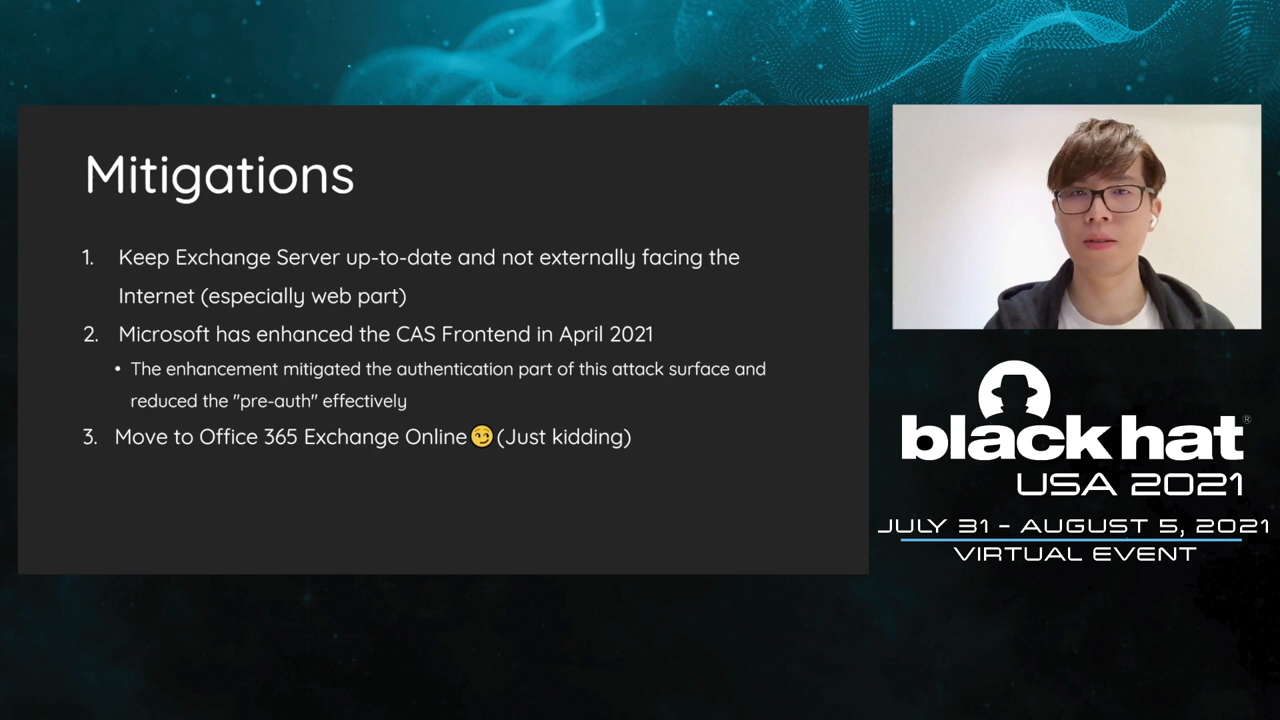 Mitigations
1. Keep Exchange Server up-to-date and not externally facing the
Internet (especially web part)
2. Microsoft has enhanced the CAS Frontend in April 2021
• The enhancement mitigated the authentication part of this attack surface and
reduced the "pre-auth" effectively
3. Move to Office 365 Exchange Online😏(Just kidding)
black hat®
USA 2021
JULY 31 - AUGUST 5, 2021
VIRTUAL EVENT